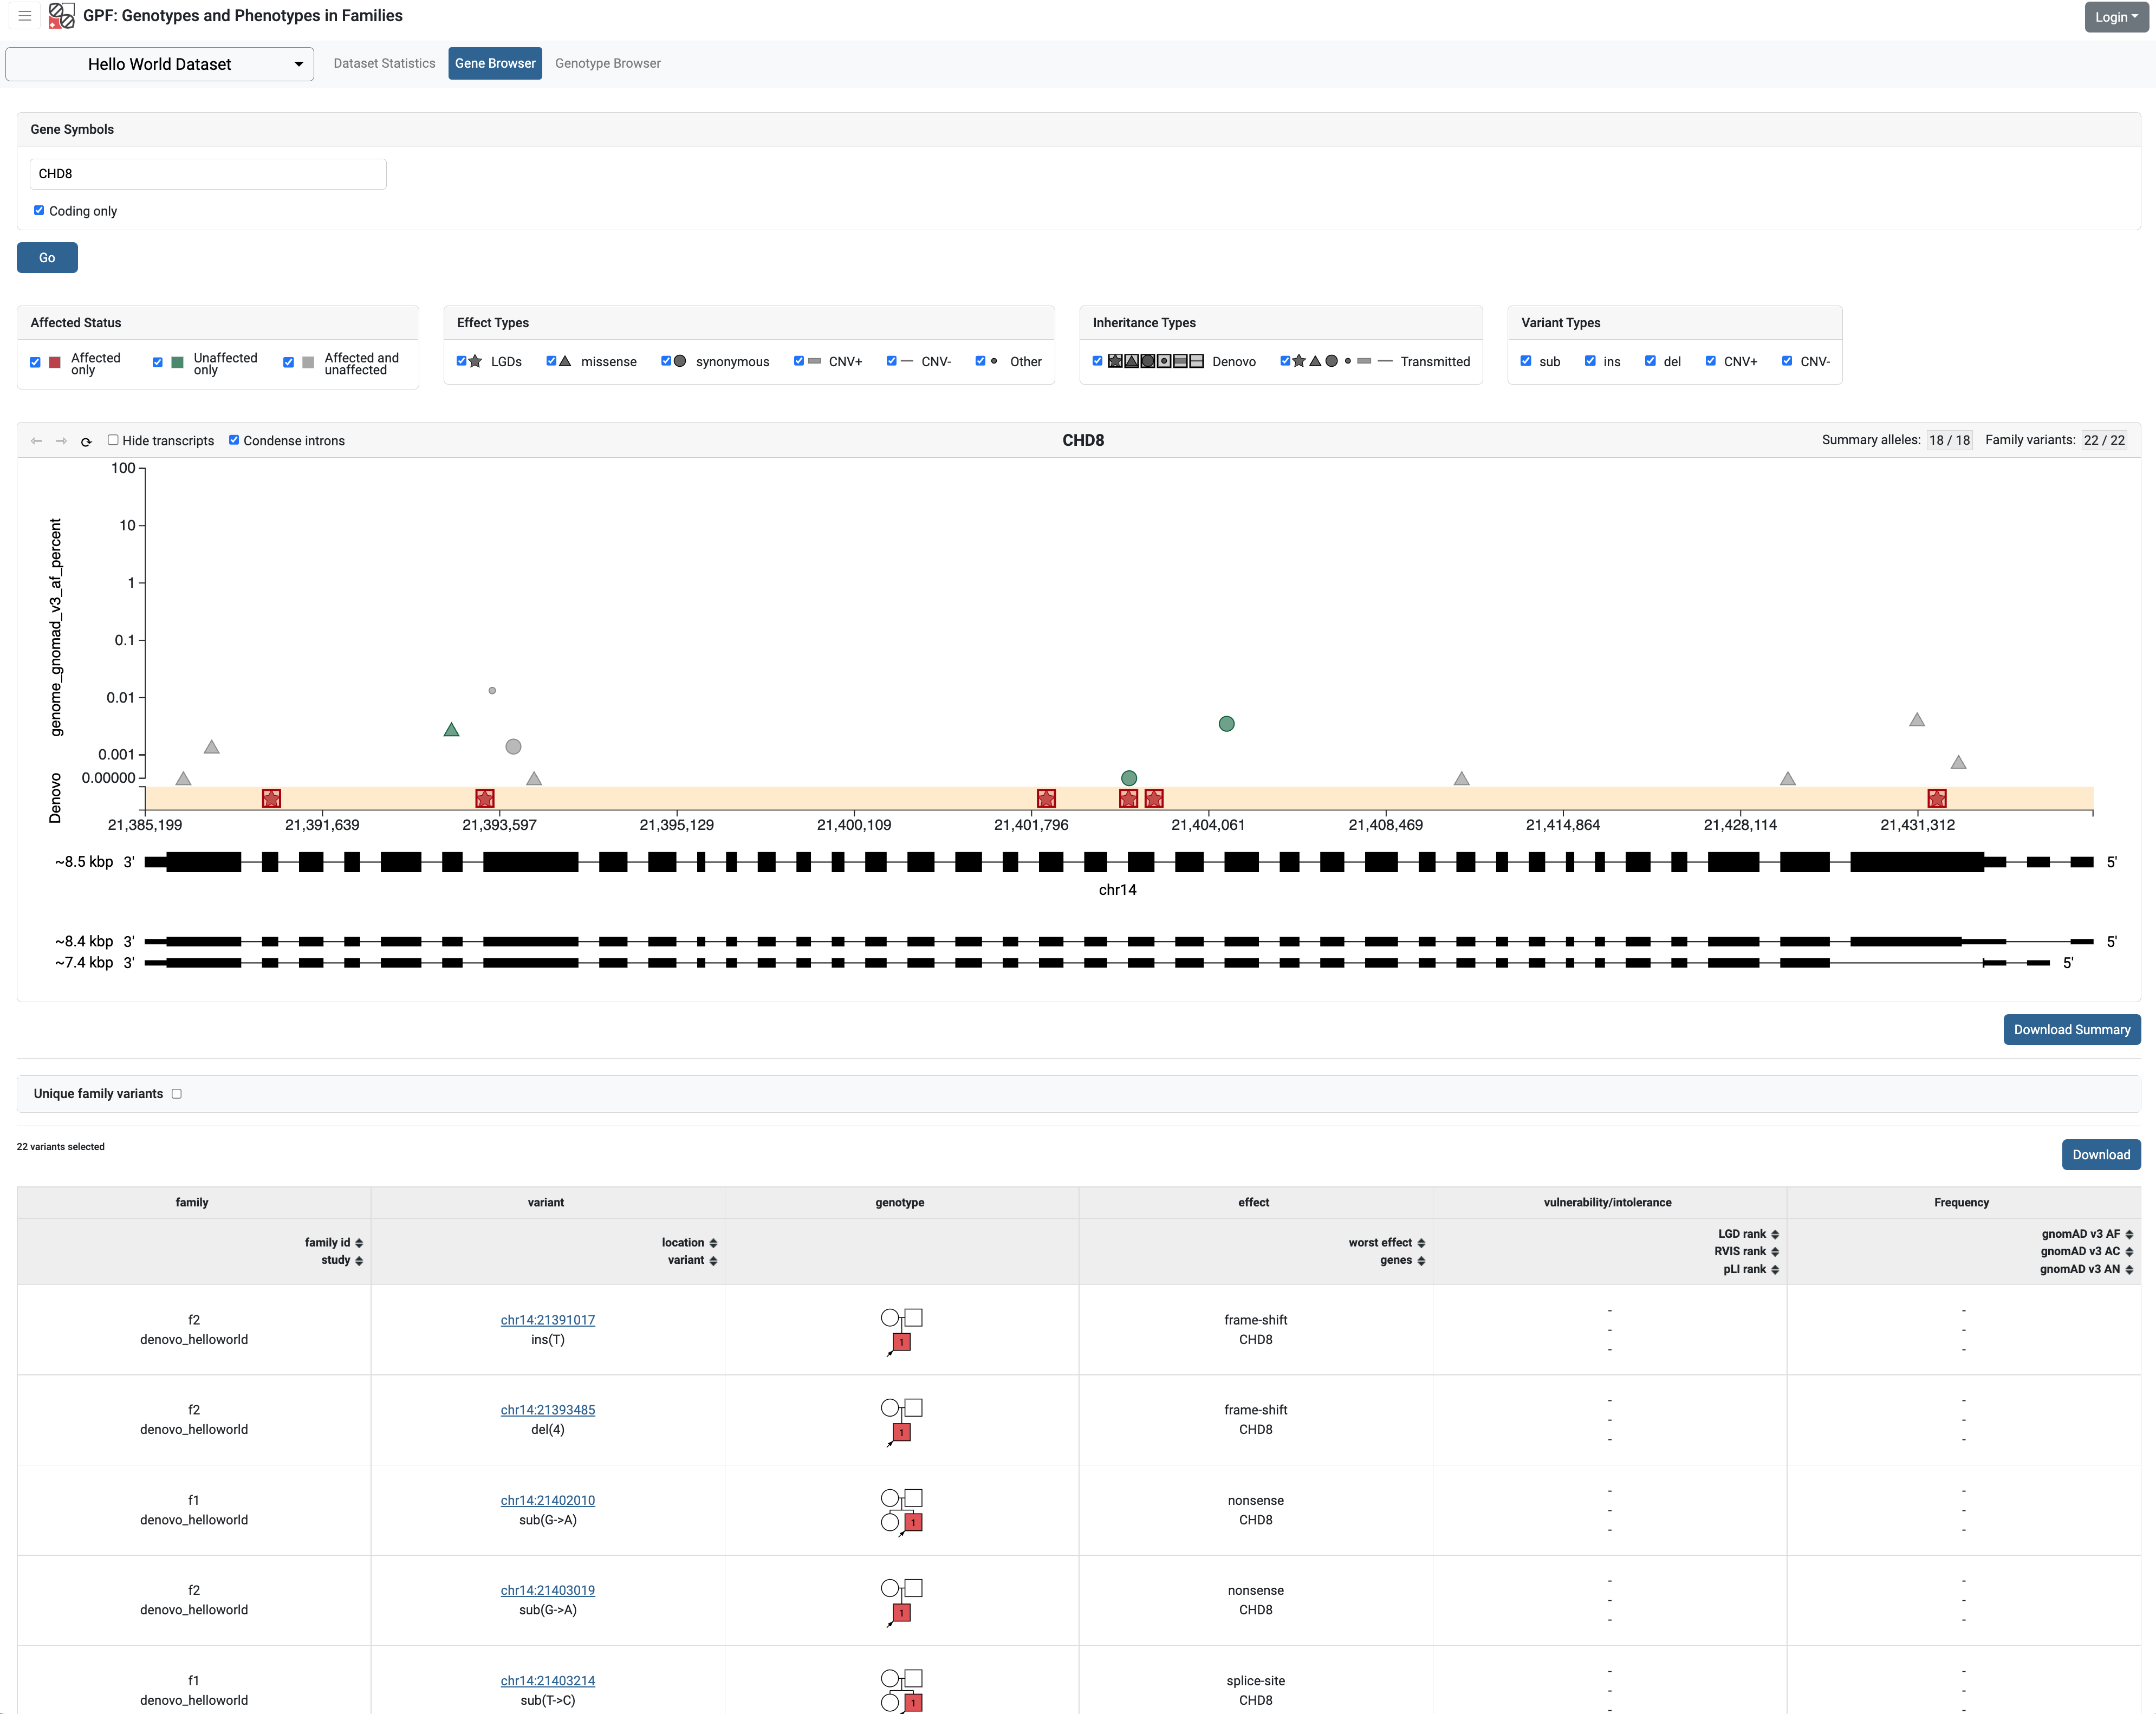 GPF: Genotypes and Phenotypes in Families
Login
Hello World Dataset
Dataset Statistics
Gene Browser
Genotype Browser
Gene Symbols
CHD8
Coding only
Go
Affected Status
Affected only
Unaffected only
Affected and unaffected
Effect Types
LGDs
missense
synonymous
CNV+
CNV-
Other
Inheritance Types
Denovo
Transmitted
Variant Types
sub
ins
del
CNV+
CNV-
Hide transcripts
Condense introns
CHD8
Summary alleles: 18 / 18
Family variants: 22 / 22
genome_gnomad_v3_af_percent
Denovo
100
10
1
0.1
0.01
0.001
0.00000
21,385,199
21,391,639
21,393,597
21,395,129
21,400,109
21,401,796
21,404,061
21,408,469
21,414,864
21,428,114
21,431,312
~8.5 kbp 3' 5'
chr14
~8.4 kbp 3' 5'
~7.4 kbp 3' 5'
Download Summary
Unique family variants
22 variants selected
Download
family variant genotype effect vulnerability/intolerance Frequency
family id
study
location
variant
worst effect
genes
LGD rank
RVIS rank
pLI rank
gnomAD v3 AF
gnomAD v3 AC
gnomAD v3 AN
f2
denovo_helloworld
chr14:21391017
ins(T)
1
frame-shift
CHD8
-
-
-
-
-
-
f2
denovo_helloworld
chr14:21393485
del(4)
1
frame-shift
CHD8
-
-
-
-
-
-
f1
denovo_helloworld
chr14:21402010
sub(G->A)
1
nonsense
CHD8
-
-
-
-
-
-
f2
denovo_helloworld
chr14:21403019
sub(G->A)
1
nonsense
CHD8
-
-
-
-
-
-
f1
denovo_helloworld
chr14:21403214
sub(T->C)
1
splice-site
CHD8
-
-
-
-
-
-